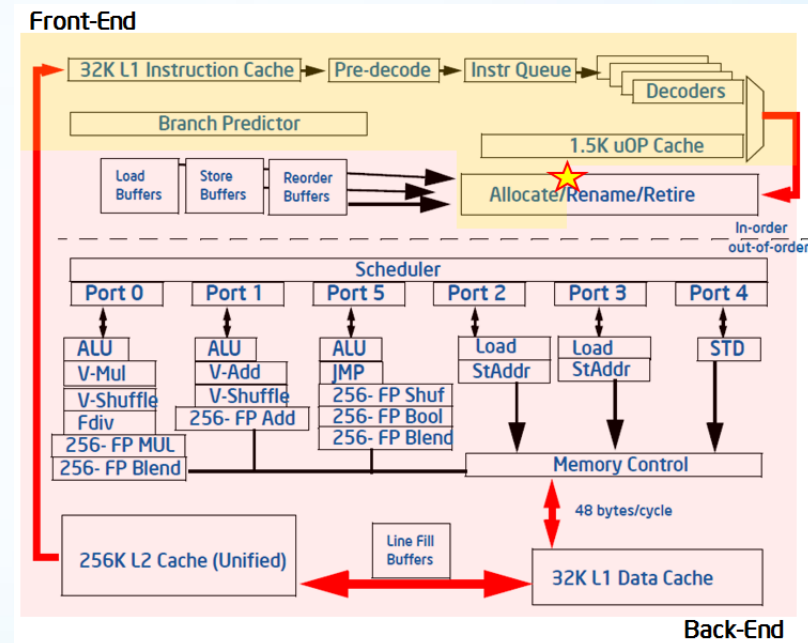 Front-End
32K L1 Instruction Cache
Pre-decode
Instr Queue
Decoders
Branch Predictor
1.5K uOP Cache
Load
Buffers
Store
Buffers
Reorder
Buffers
Allocate/Rename/Retire
In-order
out-of-order
Scheduler
Port 0
Port 1
Port 5
Port 2
Port 3
Port 4
ALU
V-Mul
V-Shuffle
Fdiv
256- FP MUL
256- FP Blend
ALU
V-Add
V-Shuffle
256- FP Add
ALU
JMP
256- FP Shuf
256- FP Bool
256- FP Blend
Load
StAddr
Load
StAddr
STD
Memory Control
48 bytes/cycle
256K L2 Cache (Unified)
Line Fill
Buffers
32K L1 Data Cache
Back-End